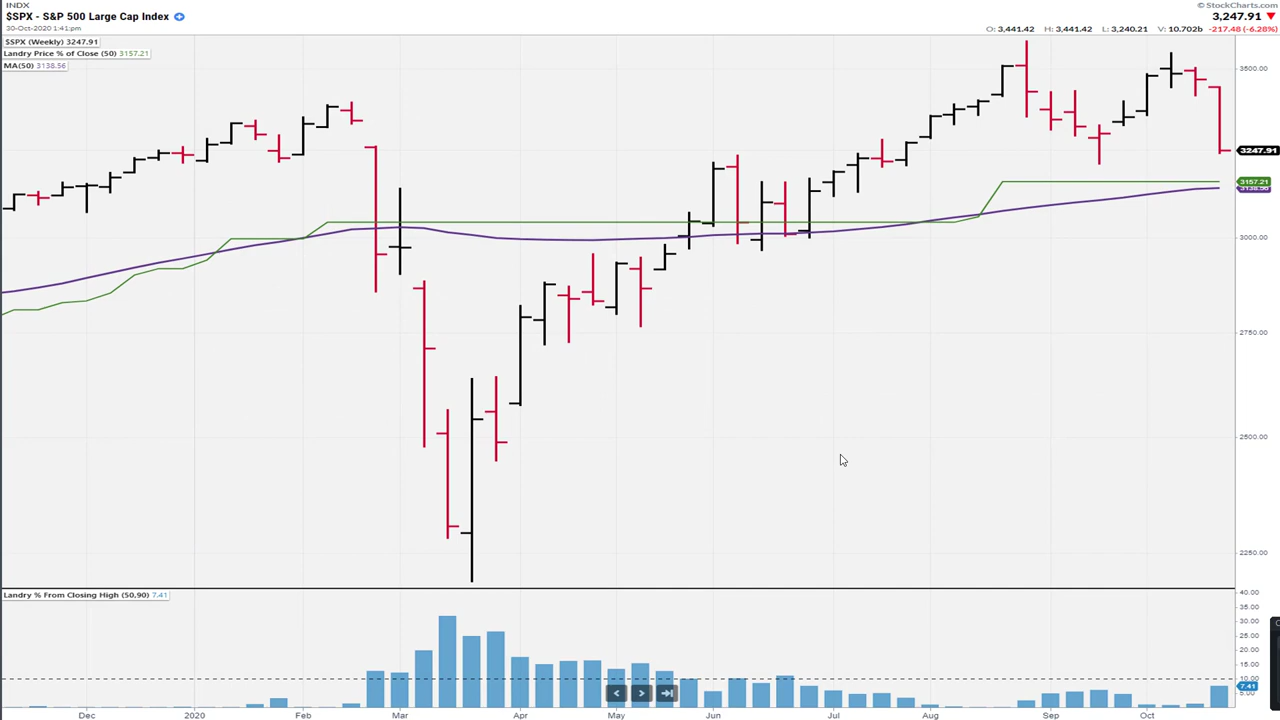 INDX
© StockCharts.com
$SPX - S&P 500 Large Cap Index
3,247.91
30-Oct-2020 1:41pm
O: 3,441.42 H: 3,441.42 L: 3,240.21 V: 10.702b -217.48 (-6.28%)
$SPX (Weekly) 3247.91
Landry Price % of Close (50) 3157.21
MA(50) 3138.56
3500.00
3247.91
3157.21
3138.56
3000.00
2750.00
2500.00
2250.00
Landry % From Closing High (50,90) 7.41
40.00
35.00
30.00
25.00
20.00
15.00
10.00
7.41
5.00
Dec 2020 Feb Mar Apr May Jun Jul Aug Sep Oct